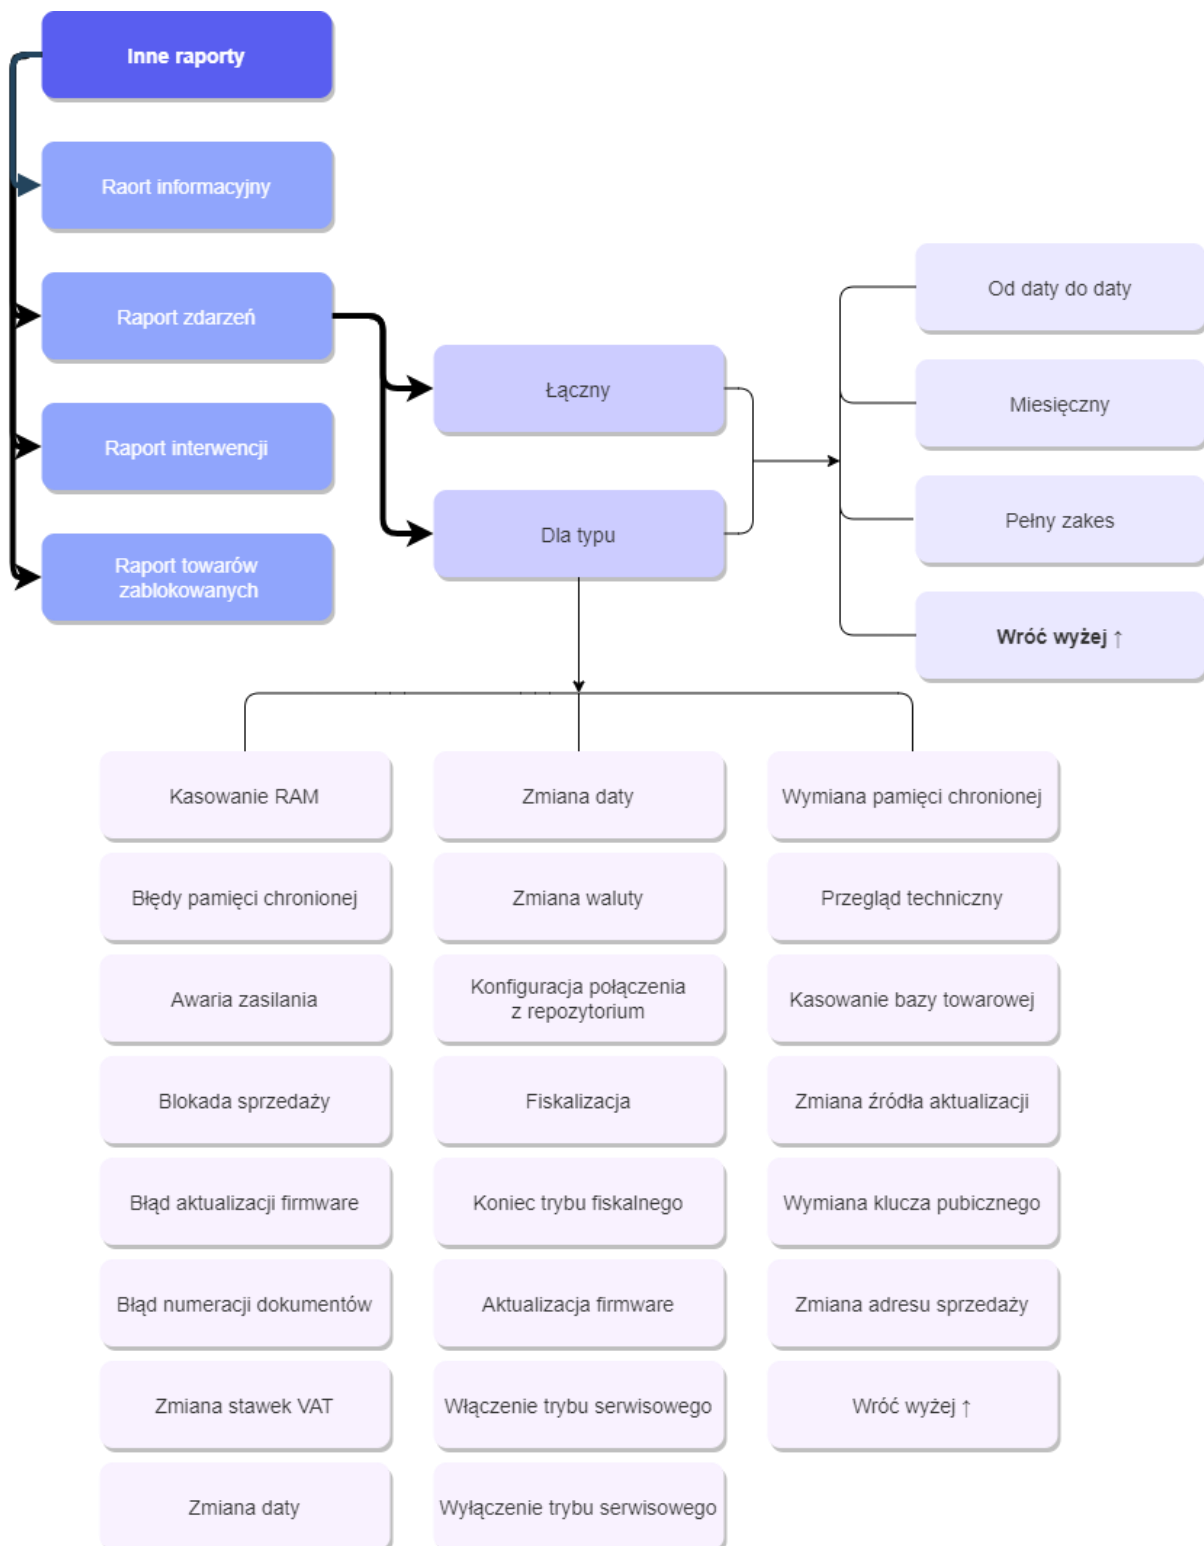 Inne raporty
Raort informacyjny
Raport zdarzeń
Raport interwencji
Raport towarów
zablokowanych
Łączny
Dla typu
Od daty do daty
Miesięczny
Pełny zakes
Wróć wyżej ↑
Kasowanie RAM
Błędy pamięci chronionej
Awaria zasilania
Blokada sprzedaży
Błąd aktualizacji firmware
Błąd numeracji dokumentów
Zmiana stawek VAT
Zmiana daty
Zmiana daty
Zmiana waluty
Konfiguracja połączenia
z repozytorium
Fiskalizacja
Koniec trybu fiskalnego
Aktualizacja firmware
Włączenie trybu serwisowego
Wyłączenie trybu serwisowego
Wymiana pamięci chronionej
Przegląd techniczny
Kasowanie bazy towarowej
Zmiana źródła aktualizacji
Wymiana klucza pubicznego
Zmiana adresu sprzedaży
Wróć wyżej ↑